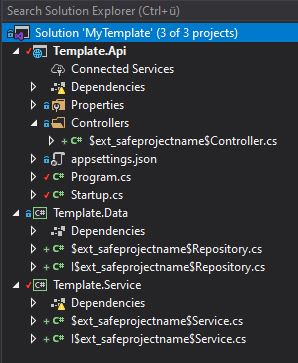 Search Solution Explorer (Ctrl+ü)
Solution 'MyTemplate' (3 of 3 projects)
Template.Api
Connected Services
Dependencies
Properties
Controllers
C# $ext_safeprojectname$Controller.cs
appsettings.json
C# Program.cs
C# Startup.cs
C# Template.Data
Dependencies
C# $ext_safeprojectname$Repository.cs
C# I$ext_safeprojectname$Repository.cs
C# Template.Service
Dependencies
C# $ext_safeprojectname$Service.cs
C# I$ext_safeprojectname$Service.cs